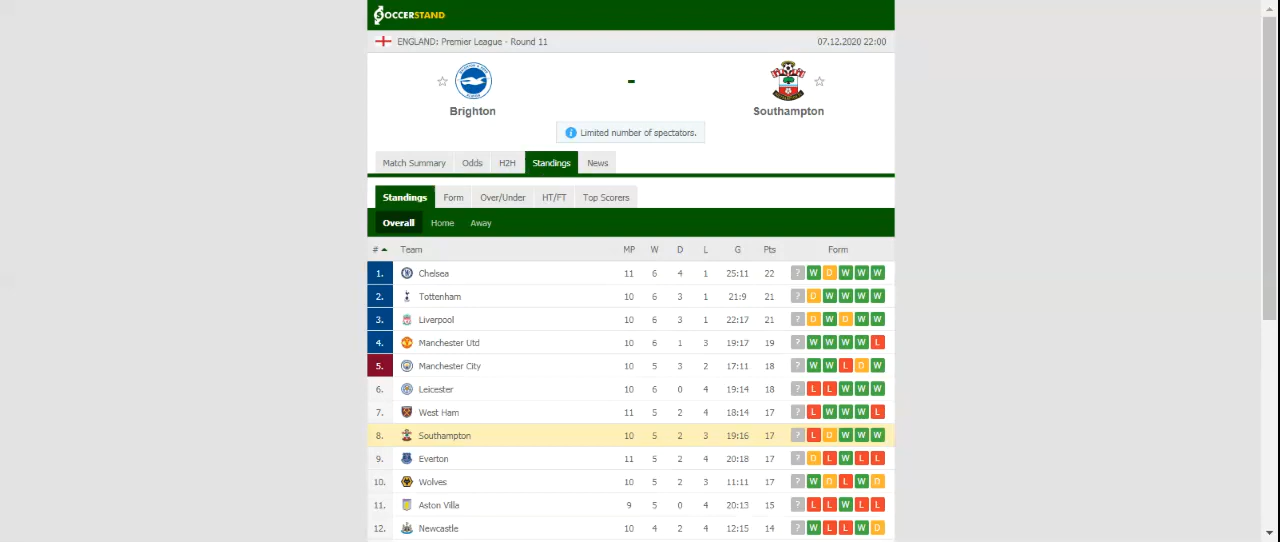 SOCCERSTAND
ENGLAND: Premier League - Round 11 07.12.2020 22:00
-
Brighton Southampton
Limited number of spectators.
Match Summary Odds H2H Standings News
Standings Form Over/Under HT/FT Top Scorers
Overall Home Away
# Team MP W D L G Pts Form
1. Chelsea 11 6 4 1 25:11 22 ? W D W W W
2. Tottenham 10 6 3 1 21:9 21 ? D W W W W
3. Liverpool 10 6 3 1 22:17 21 ? D W D W W
4. Manchester Utd 10 6 1 3 19:17 19 ? W W W W L
5. Manchester City 10 5 3 2 17:11 18 ? W W L D W
6. Leicester 10 6 0 4 19:14 18 ? L L W W W
7. West Ham 11 5 2 4 18:14 17 ? L W W W L
8. Southampton 10 5 2 3 19:16 17 ? L D W W W
9. Everton 11 5 2 4 20:18 17 ? D L W L L
10. Wolves 10 5 2 3 11:11 17 ? W D L W D
11. Aston Villa 9 5 0 4 20:13 15 ? L L W L L
12. Newcastle 10 4 2 4 12:15 14 ? W L L W D